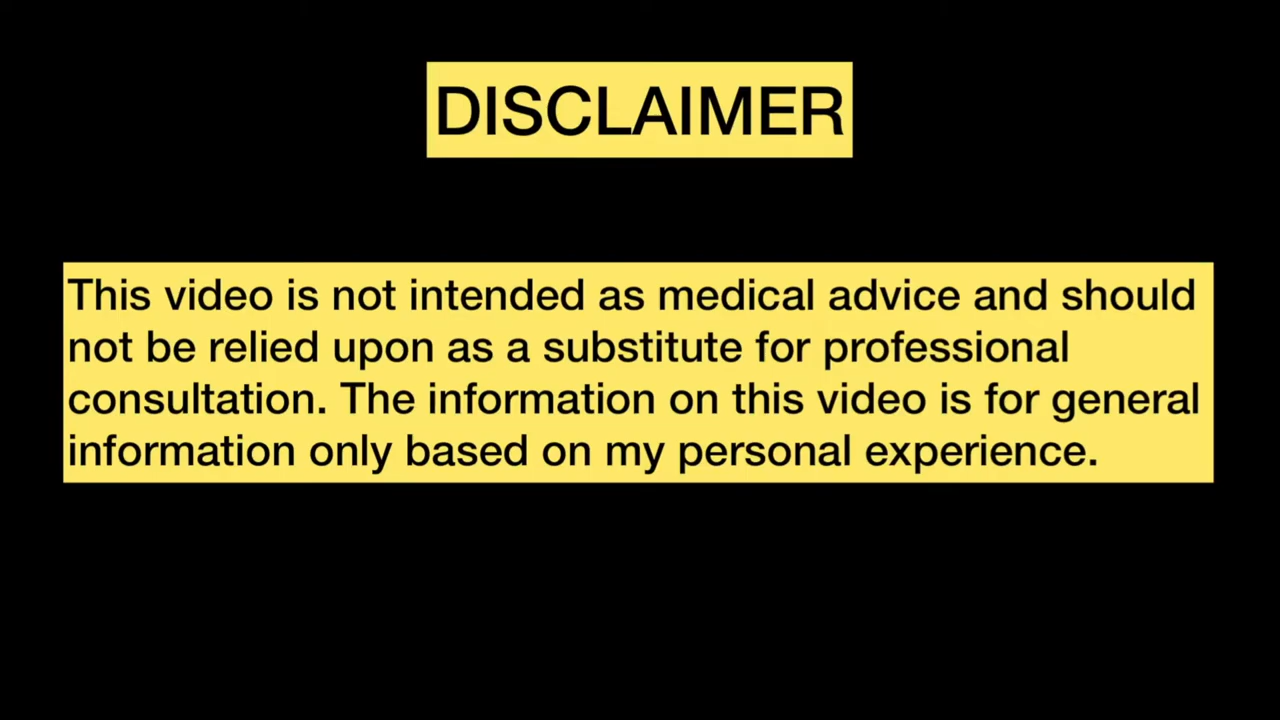 DISCLAIMER
This video is not intended as medical advice and should
not be relied upon as a substitute for professional
consultation. The information on this video is for general
information only based on my personal experience.